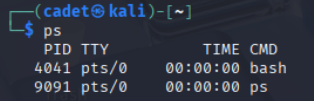 ┌──(cadet㉿kali)-[~]
└─$ ps
PID TTY TIME CMD
4041 pts/0 00:00:00 bash
9091 pts/0 00:00:00 ps